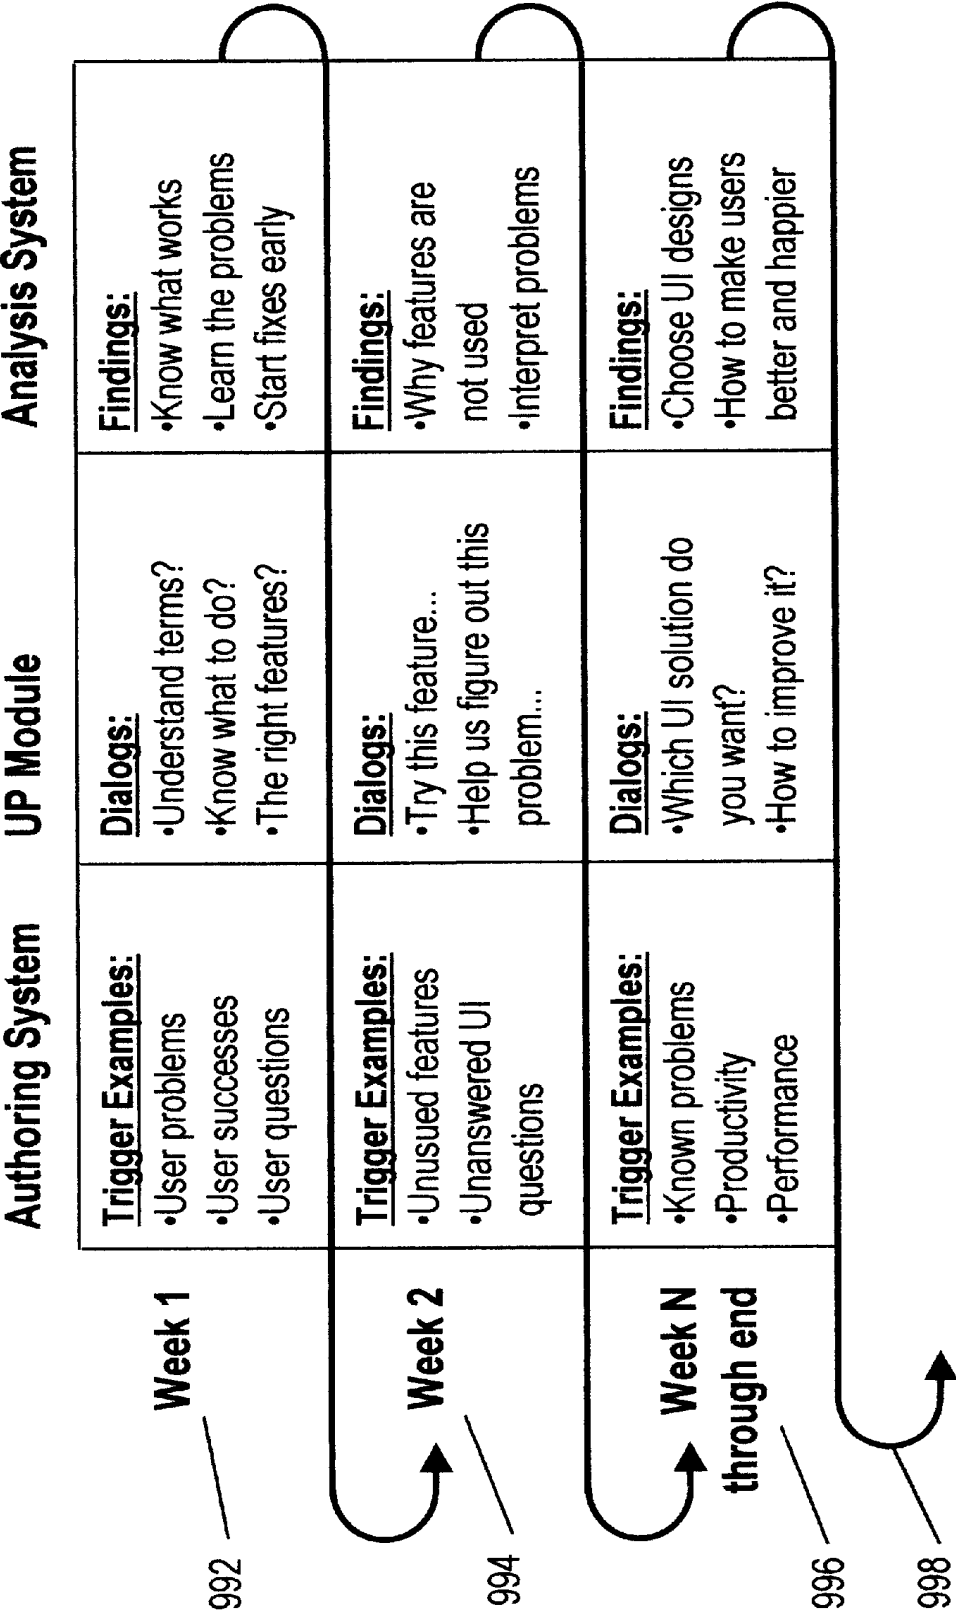 Authoring System
UP Module
Analysis System
Week 1
Trigger Examples:
•User problems
•User successes
•User questions
Dialogs:
•Understand terms?
•Know what to do?
•The right features?
Findings:
•Know what works
•Learn the problems
•Start fixes early
992
Week 2
Trigger Examples:
•Unusued features
•Unanswered UI
questions
Dialogs:
•Try this feature...
•Help us figure out this
problem...
Findings:
•Why features are
not used
•Interpret problems
994
Week N
through end
Trigger Examples:
•Known problems
•Productivity
•Performance
Dialogs:
•Which UI solution do
you want?
•How to improve it?
Findings:
•Choose UI designs
•How to make users
better and happier
996
998